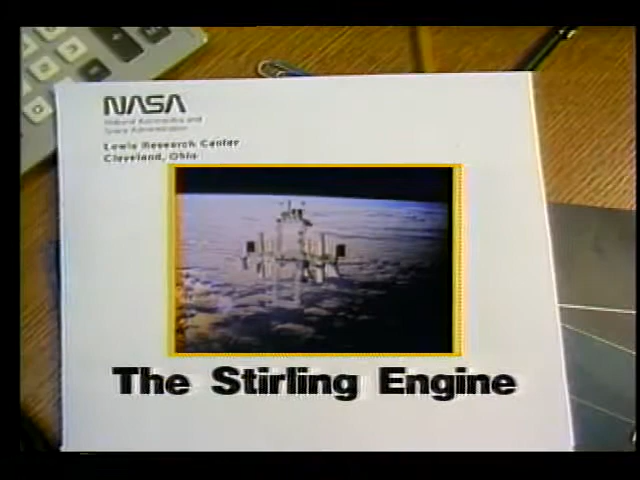 NASA
National Aeronautics and
Space Administration
Lewis Research Center
Cleveland, Ohio
The Stirling Engine